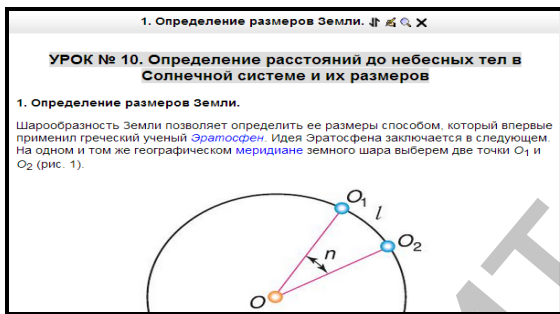 1. Определение размеров Земли.
УРОК № 10. Определение расстояний до небесных тел в
Солнечной системе и их размеров
1. Определение размеров Земли.
Шарообразность Земли позволяет определить ее размеры способом, который впервые
применил греческий ученый Эратосфен. Идея Эратосфена заключается в следующем.
На одном и том же географическом меридиане земного шара выберем две точки O1 и
O2 (рис. 1).
O1
l
O2
n
O